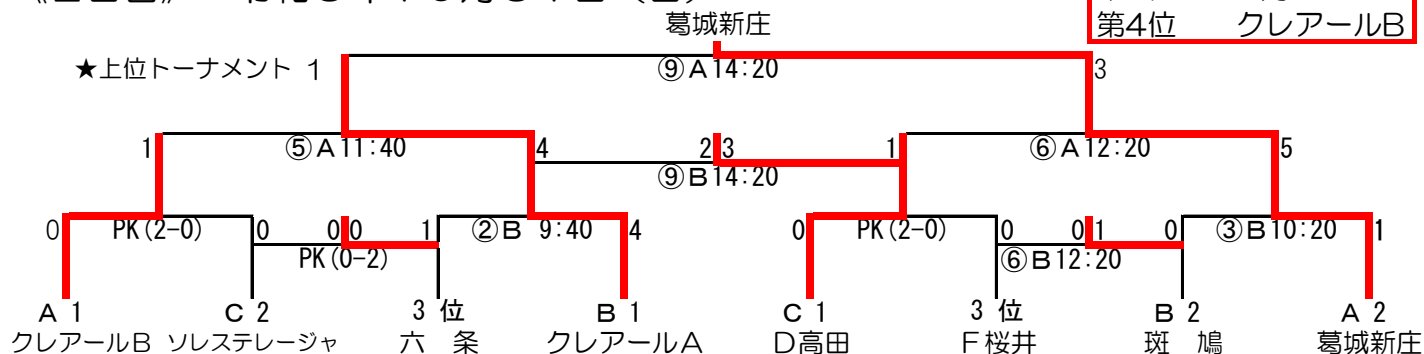 葛城新庄
第4位 クレアールB
★上位トーナメント 1
⑨A14:20
3
1
⑤A11:40
4
2 3
1
⑥A12:20
5
⑨B14:20
0
PK(2-0)
0
0 0
1
②B 9:40
4
0
PK(2-0)
0
0 1
0
③B10:20
1
PK(0-2)
⑥B12:20
A 1
C 2
3 位
B 1
C 1
3 位
B 2
A 2
クレアールB
ソレステレージャ
六 条
クレアールA
D高田
F桜井
斑 鳩
葛城新庄